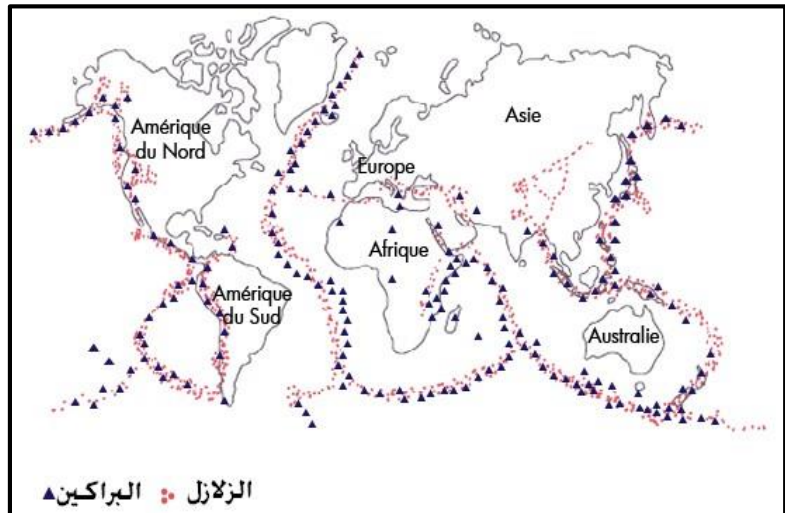 Amérique
du Nord
Europe
Asie
Afrique
Amérique
du Sud
Australie
الزلازل البراكين